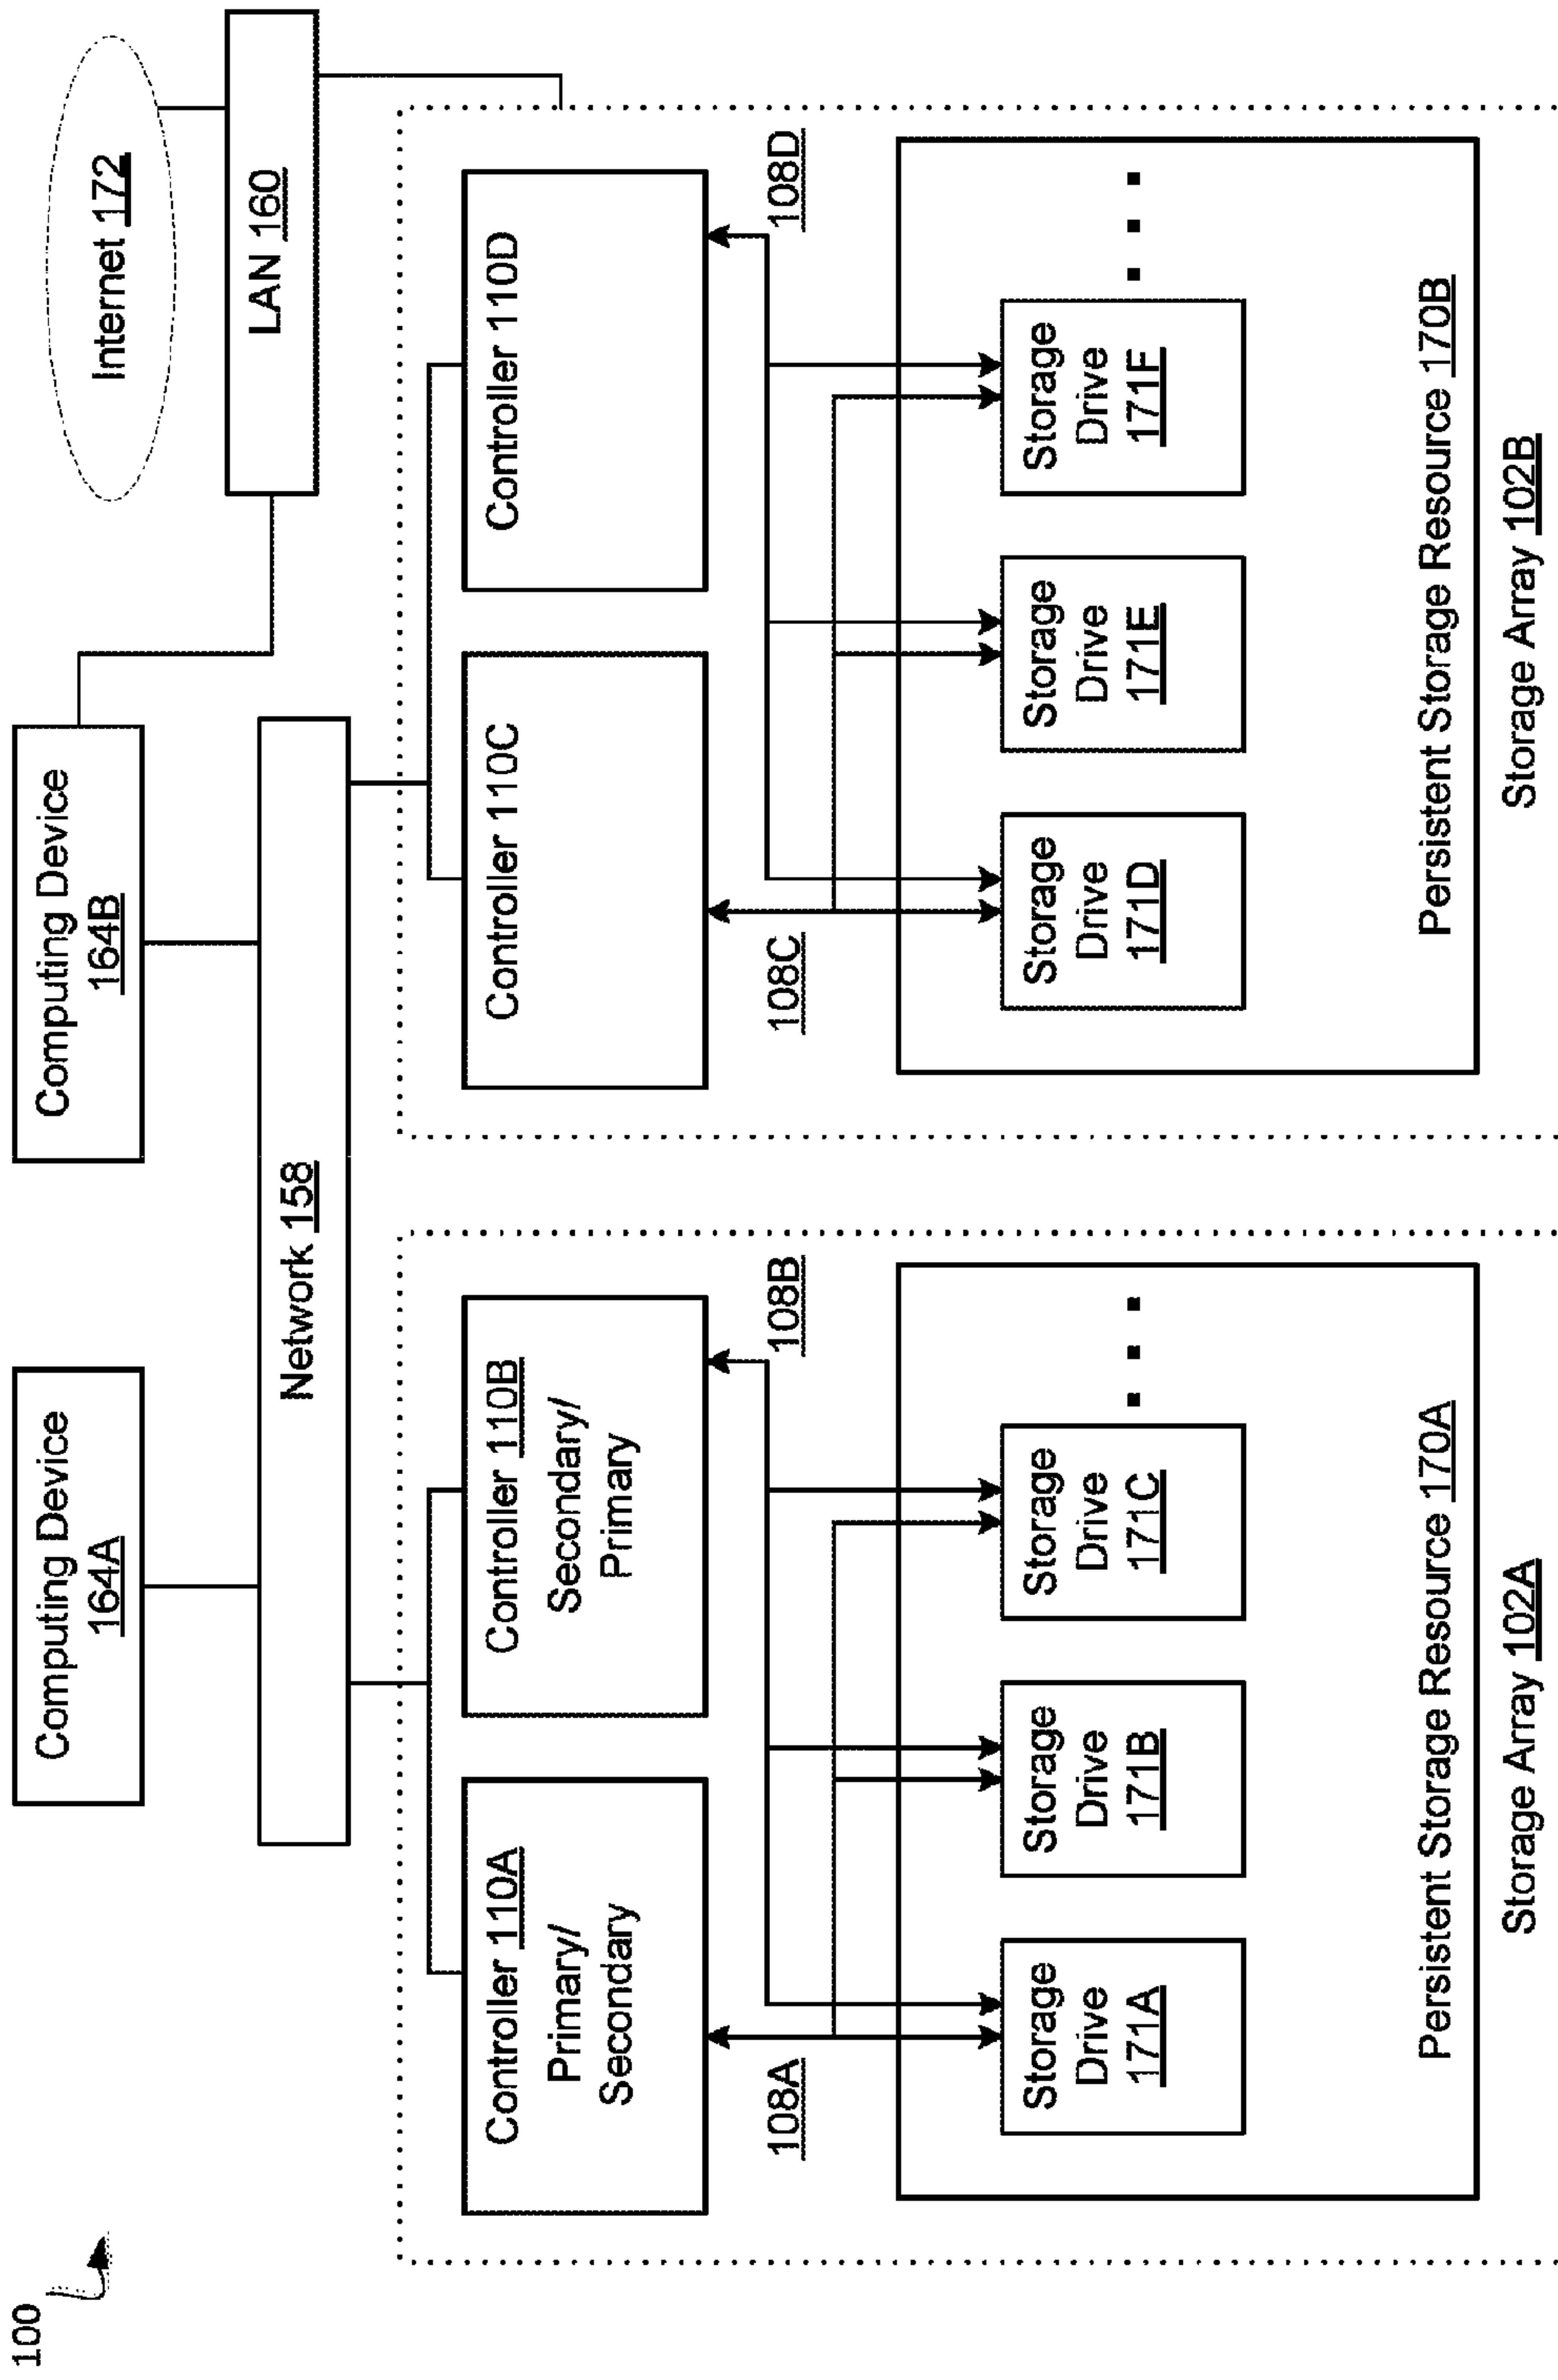 100
Computing Device
164A
Computing Device
164B
Internet 172
Network 158
LAN 160
Controller 110A
Primary/
Secondary
Controller 110B
Secondary/
Primary
Controller 110C
Controller 110D
108A
108B
108C
108D
Storage
Drive
171A
Storage
Drive
171B
Storage
Drive
171C
Storage
Drive
171D
Storage
Drive
171E
Storage
Drive
171F
Persistent Storage Resource 170A
Persistent Storage Resource 170B
Storage Array 102A
Storage Array 102B